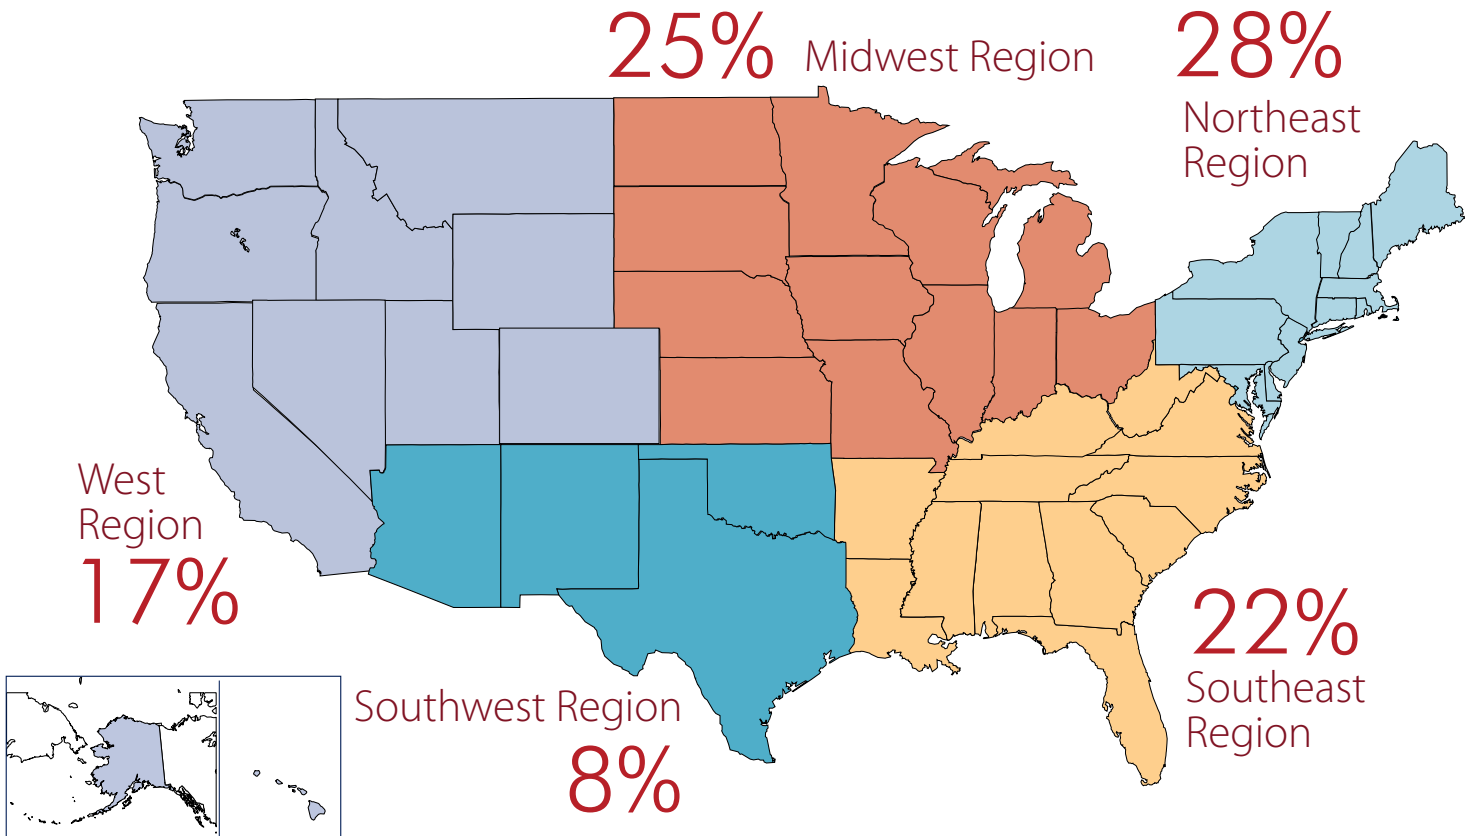 25% Midwest Region
28%
Northeast
Region
West
Region
17%
Southwest Region
8%
22%
Southeast
Region